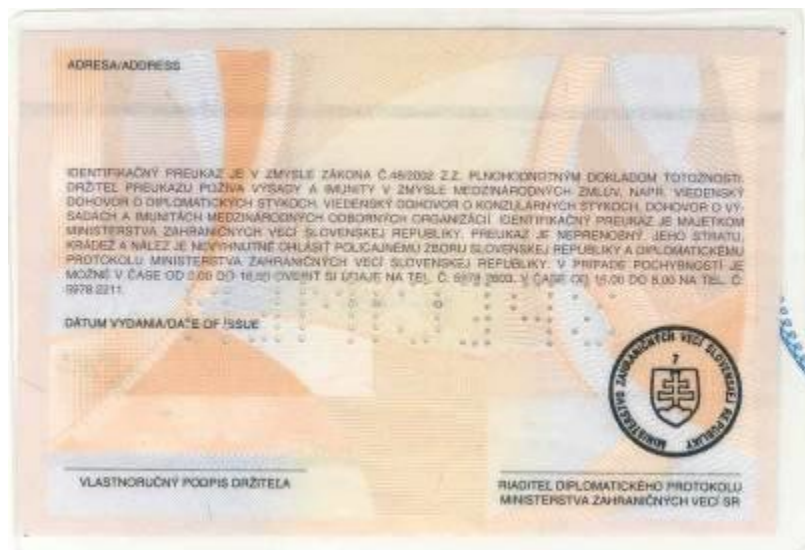 ADRESA/ADDRESS
IDENTIFIKAČNÝ PREUKAZ JE V ZMYSLE ZÁKONA Č.48/2002 Z.Z. PLNOHODNOTNÝM DOKLADOM TOTOŽNOSTI.
DRŽITEĽ PREUKAZU POŽÍVA VÝSADY A IMUNITY V ZMYSLE MEDZINÁRODNÝCH ZMLÚV, NAPR. VIEDENSKÝ
DOHOVOR O DIPLOMATICKÝCH STYKOCH, VIEDENSKÝ DOHOVOR O KONZULÁRNYCH STYKOCH, DOHOVOR O VÝ-
SADÁCH A IMUNITÁCH MEDZINÁRODNÝCH ODBORNÝCH ORGANIZÁCIÍ. IDENTIFIKAČNÝ PREUKAZ JE MAJETKOM
MINISTERSTVA ZAHRANIČNÝCH VECÍ SLOVENSKEJ REPUBLIKY. PREUKAZ JE NEPRENOSNÝ. JEHO STRATU,
KRÁDEŽ A NÁLEZ JE NEVYHNUTNÉ OHLÁSIŤ POLICAJNÉMU ZBORU SLOVENSKEJ REPUBLIKY A DIPLOMATICKÉMU
PROTOKOLU MINISTERSTVA ZAHRANIČNÝCH VECÍ SLOVENSKEJ REPUBLIKY. V PRÍPADE POCHYBNOSTÍ JE
MOŽNÉ V ČASE OD 8.00 DO 16.00 OVERIŤ SI ÚDAJE NA TEL. Č. 5978 V ČASE OD 16.00 DO 8.00 NA TEL. Č.
5978 2211.
DÁTUM VYDANIA/DATE OF ISSUE
MINISTERSTVO ZAHRANIČNÝCH VECÍ SLOVENSKEJ REPUBLIKY
7
VLASTNORUČNÝ PODPIS DRŽITEĽA
RIADITEĽ DIPLOMATICKÉHO PROTOKOLU
MINISTERSTVA ZAHRANIČNÝCH VECÍ SR